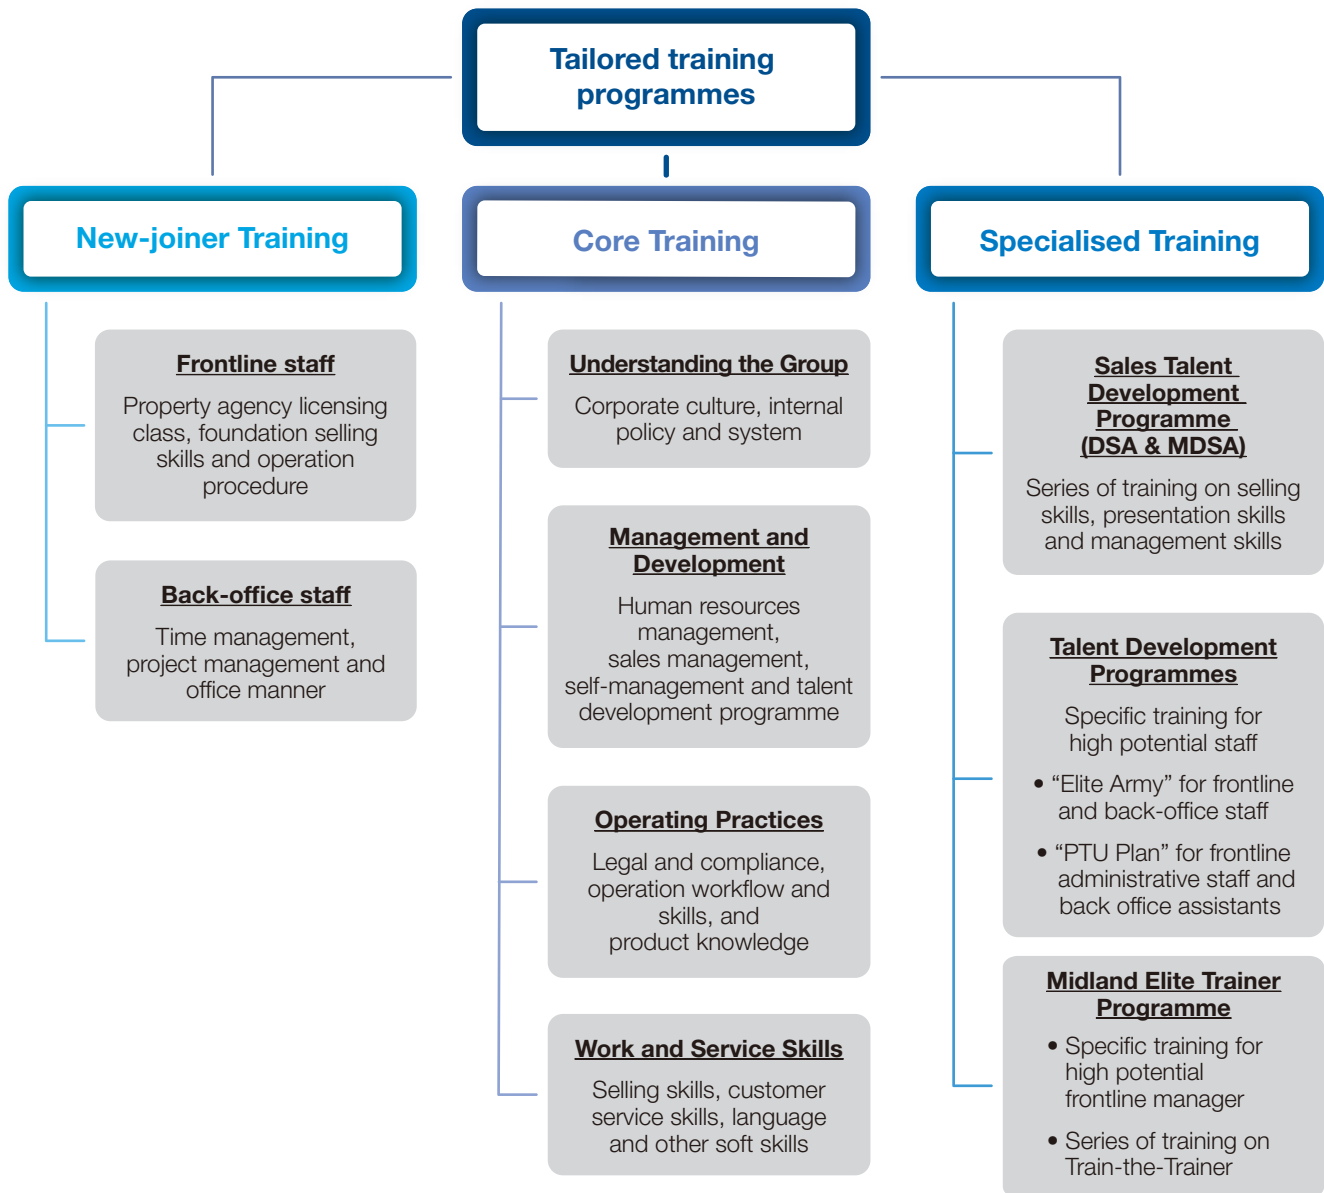 Tailored training
programmes
New-joiner Training
Frontline staff
Property agency licensing
class, foundation selling
skills and operation
procedure
Back-office staff
Time management,
project management and
office manner
Core Training
Understanding the Group
Corporate culture, internal
policy and system
Management and
Development
Human resources
management,
sales management,
self-management and talent
development programme
Operating Practices
Legal and compliance,
operation workflow and
skills, and
product knowledge
Work and Service Skills
Selling skills, customer
service skills, language
and other soft skills
Specialised Training
Sales Talent
Development
Programme
(DSA & MDSA)
Series of training on selling
skills, presentation skills
and management skills
Talent Development
Programmes
Specific training for
high potential staff
• “Elite Army” for frontline
and back-office staff
• “PTU Plan” for frontline
administrative staff and
back office assistants
Midland Elite Trainer
Programme
• Specific training for
high potential
frontline manager
• Series of training on
Train-the-Trainer